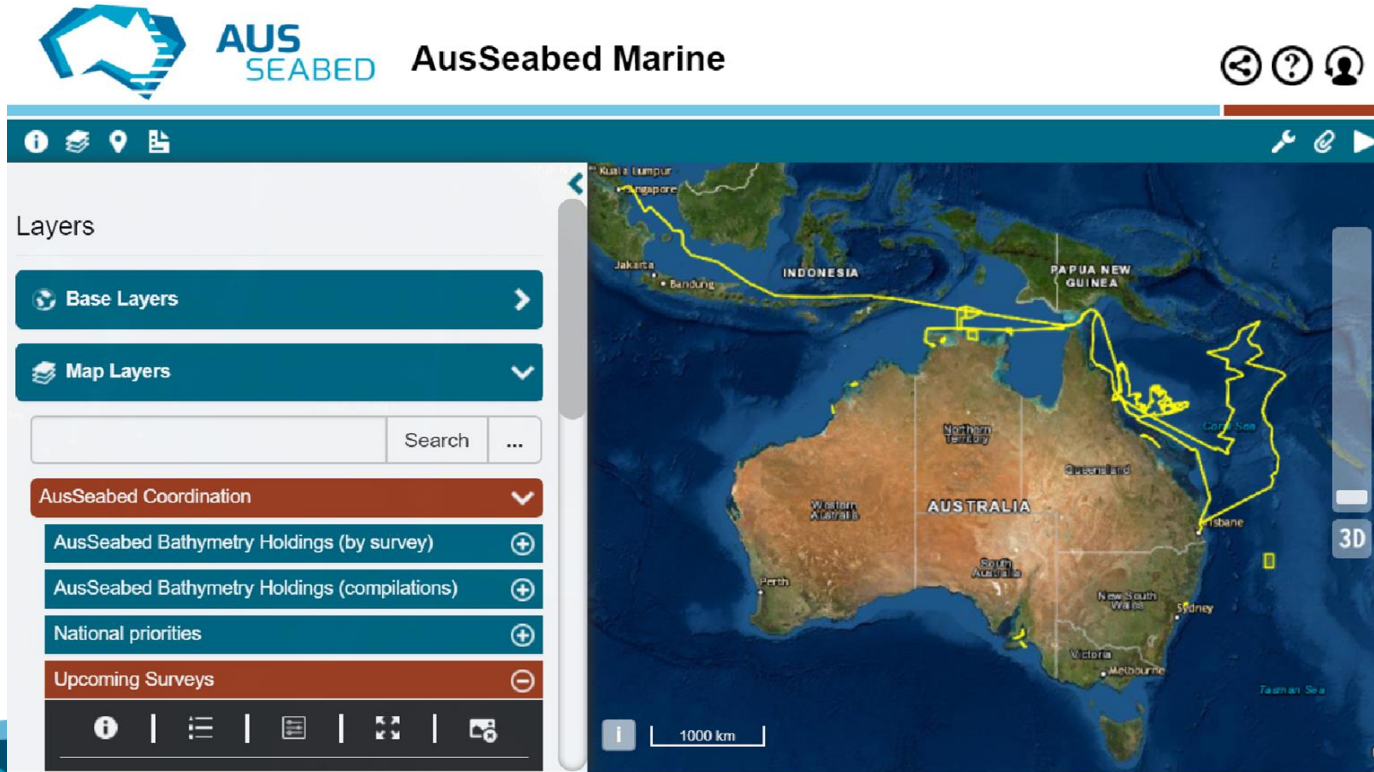 AUS
SEABED
AusSeabed Marine
Layers
Base Layers
Map Layers
Search
...
AusSeabed Coordination
AusSeabed Bathymetry Holdings (by survey)
AusSeabed Bathymetry Holdings (compilations)
National priorities
Upcoming Surveys
Kuala Lumpur
Singapore
Jakarta
Bandung
INDONESIA
PAPUA NEW
GUINEA
Coral Sea
Northern
Territory
Queensland
Western
Australia
AUSTRALIA
South
Australia
Brisbane
Perth
New South
Wales
Sydney
Victoria
Melbourne
Tasman Sea
3D
i
1000 km